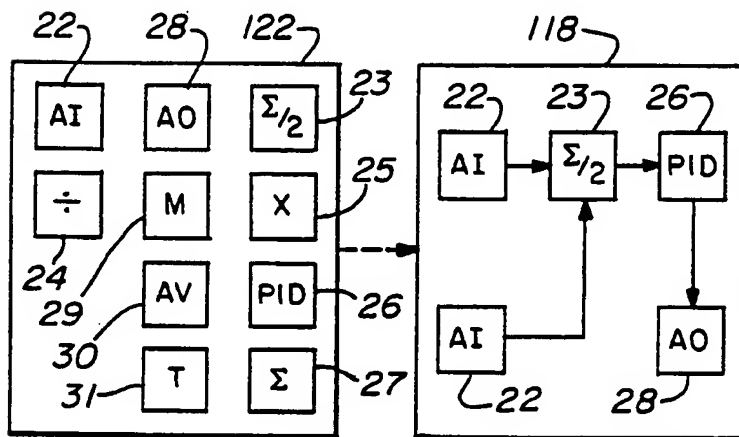 22 28 122 118
AI AO Σ/2 23 22 23 26
AI Σ/2 PID
÷ M X 25
24
29
AV PID 26
30
AI AO
T Σ 27 22 28
31